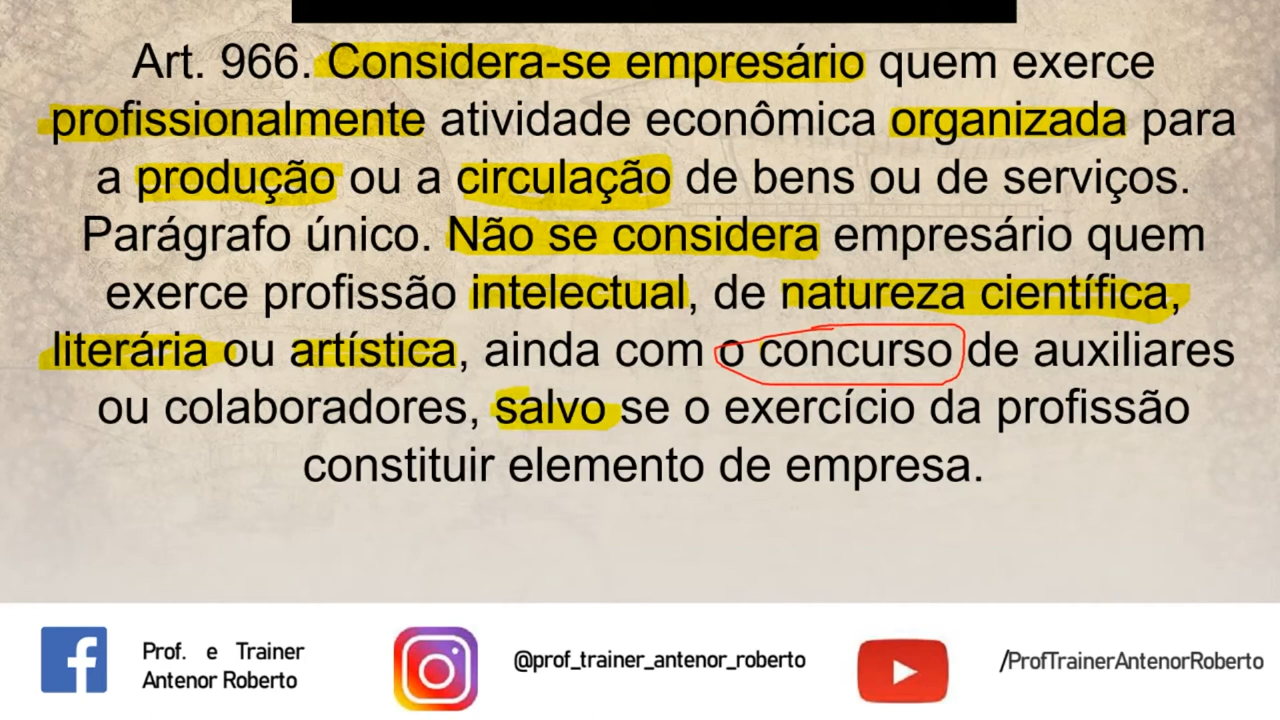 Art. 966. Considera-se empresário quem exerce
profissionalmente atividade econômica organizada para
a produção ou a circulação de bens ou de serviços.
Parágrafo único. Não se considera empresário quem
exerce profissão intelectual, de natureza científica,
literária ou artística, ainda com o concurso de auxiliares
ou colaboradores, salvo se o exercício da profissão
constituir elemento de empresa.
Prof. e Trainer
Antenor Roberto
@prof_trainer_antenor_roberto
/ProfTrainerAntenorRoberto